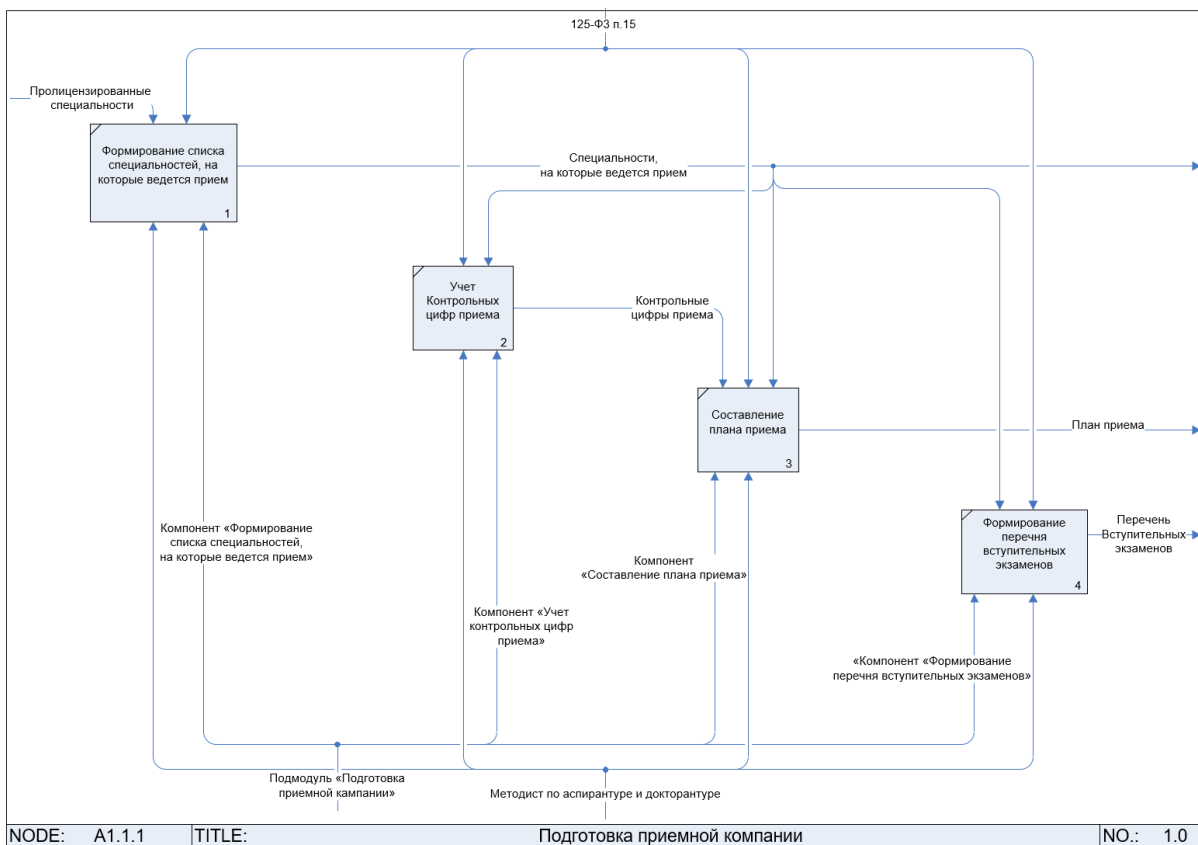 125-ФЗ п.15
Пролицензированные
специальности
Формирование списка
специальностей, на
которые ведется прием
1
Специальности,
на которые ведется прием
Учет
Контрольных
цифр приема
2
Контрольные
цифры приема
Составление
плана приема
3
План приема
Формирование
перечня
вступительных
экзаменов
4
Перечень
Вступительных
экзаменов
Компонент «Формирование
списка специальностей,
на которые ведется прием»
Компонент
«Составление плана приема»
Компонент «Учет
контрольных цифр
приема»
«Компонент «Формирование
перечня вступительных экзаменов»
Подмодуль «Подготовка
приемной кампании»
Методист по аспирантуре и докторантуре
NODE: A1.1.1 TITLE: Подготовка приемной компании NO.: 1.0